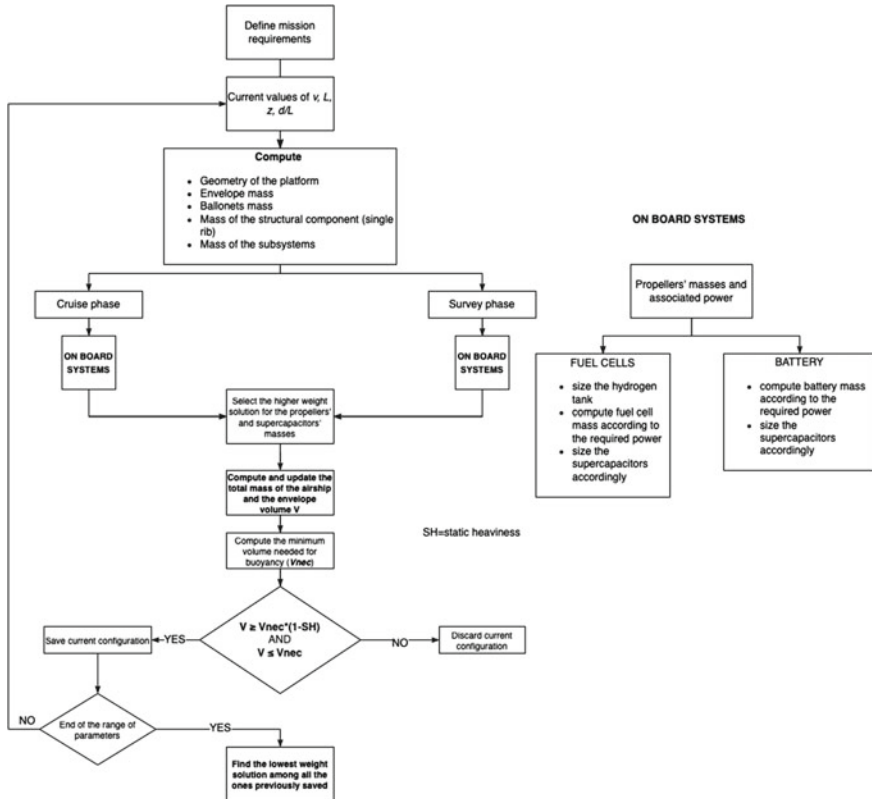 Define mission
requirements
Current values of v, L,
z, d/L
Compute
• Geometry of the platform
• Envelope mass
• Ballonets mass
• Mass of the structural component (single
rib)
• Mass of the subsystems
Cruise phase
Survey phase
ON BOARD
SYSTEMS
ON BOARD
SYSTEMS
Select the higher weight
solution for the propellers'
and supercapacitors'
masses
Compute and update the
total mass of the airship
and the envelope
volume V
Compute the minimum
volume needed for
buoyancy (Vnec)
V ≥ Vnec*(1-SH)
AND
V ≤ Vnec
YES
Save current configuration
NO
Discard current
configuration
End of the range of
parameters
NO
YES
Find the lowest weight
solution among all the
ones previously saved
ON BOARD SYSTEMS
Propellers' masses and
associated power
FUEL CELLS
• size the hydrogen
tank
• compute fuel cell
mass according to
the required power
• size the
supercapacitors
accordingly
BATTERY
• compute battery mass
according to the
required power
• size the
supercapacitors
accordingly
SH=static heaviness